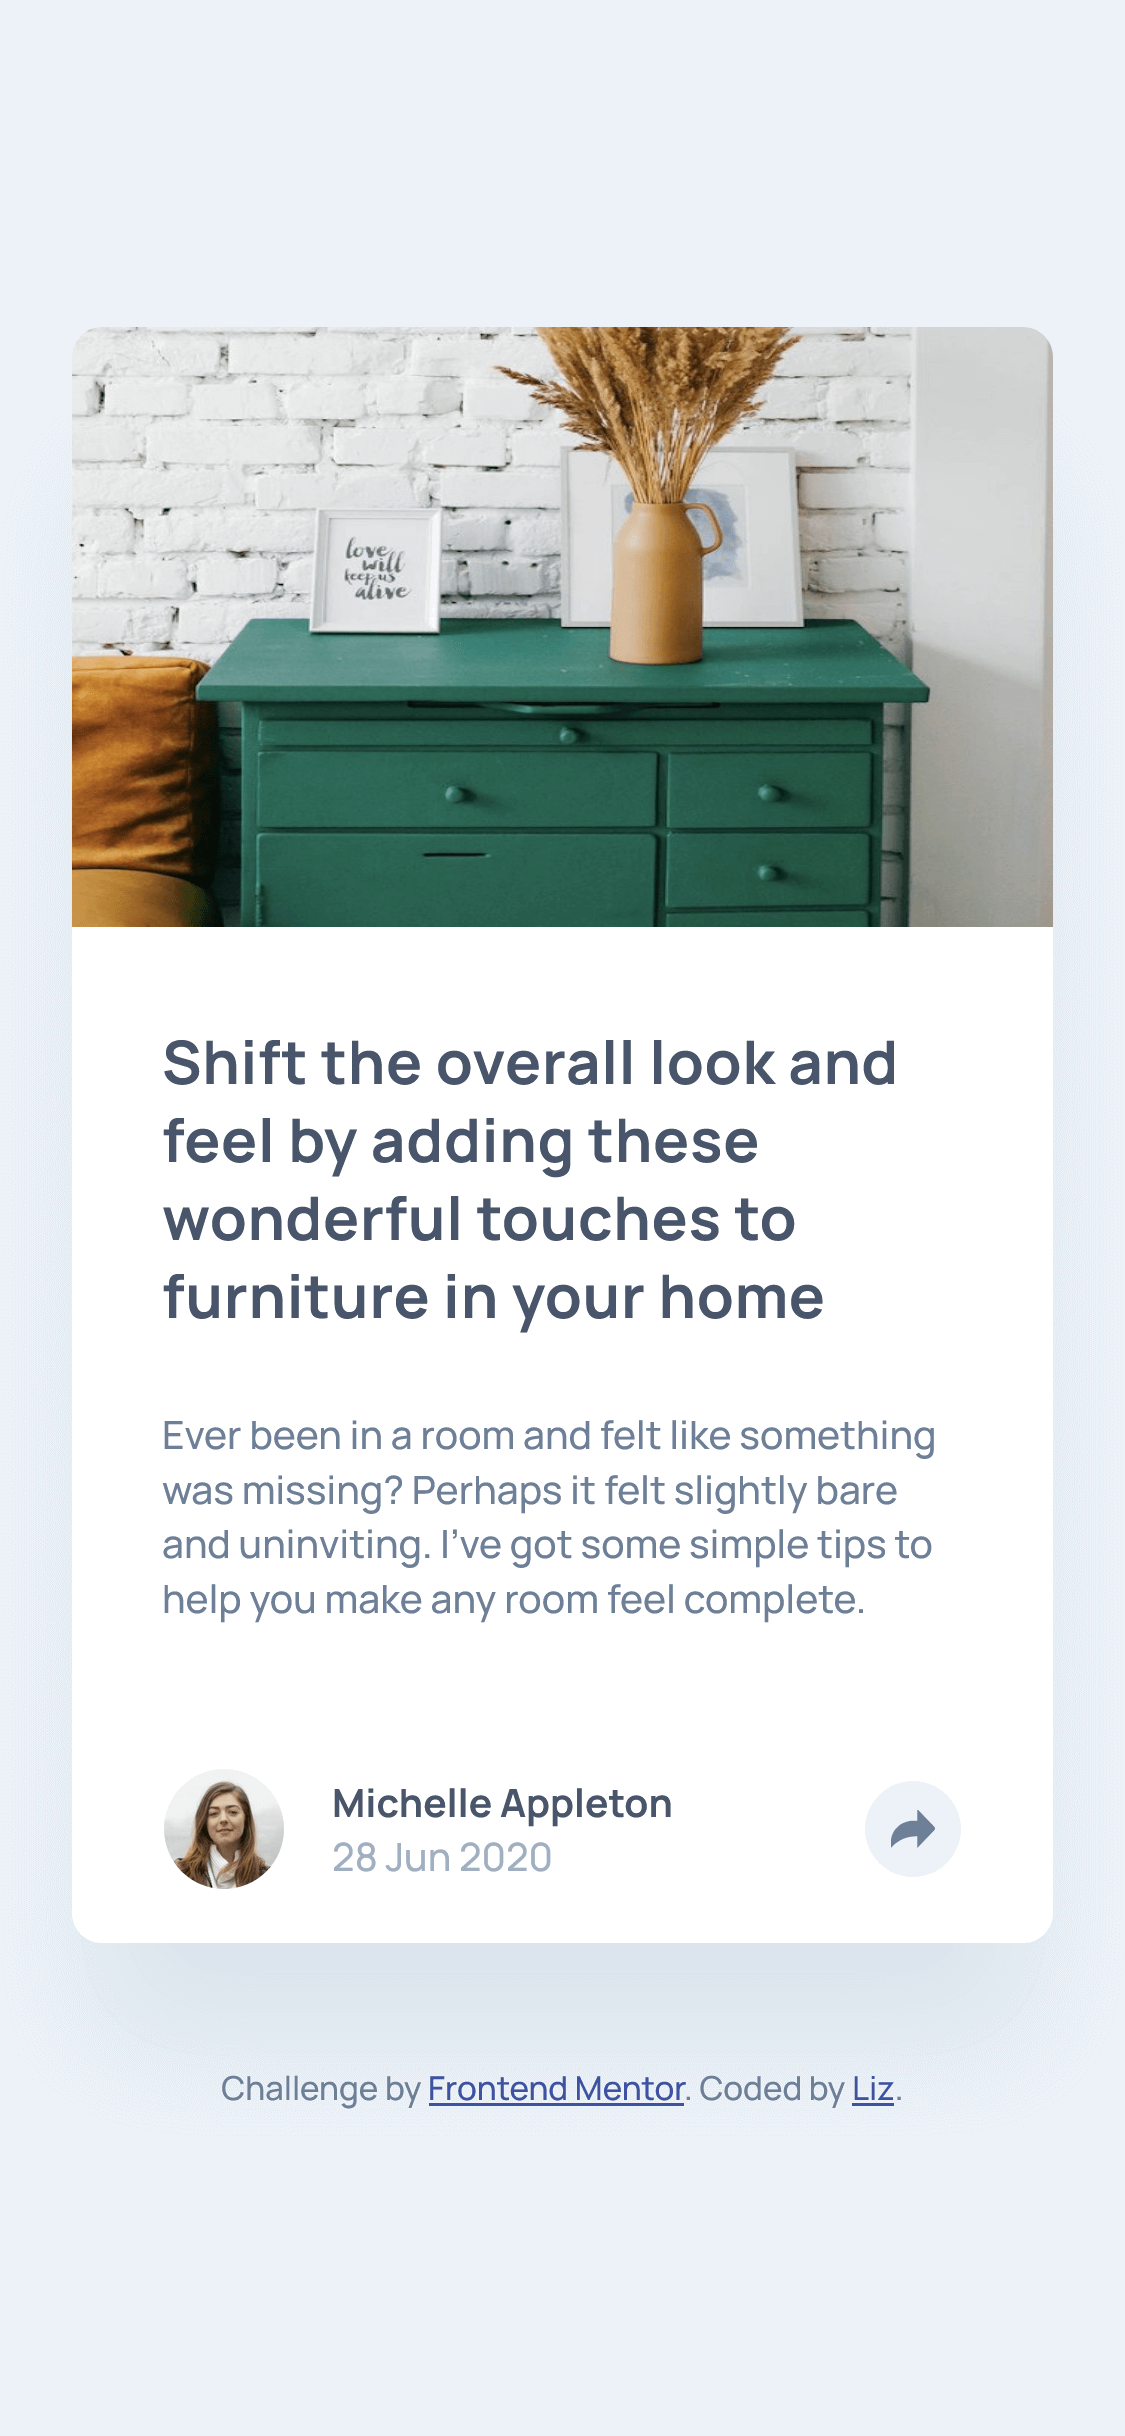 love
will
keep us
alive
Shift the overall look and
feel by adding these
wonderful touches to
furniture in your home
Ever been in a room and felt like something
was missing? Perhaps it felt slightly bare
and uninviting. I’ve got some simple tips to
help you make any room feel complete.
Michelle Appleton
28 Jun 2020
Challenge by Frontend Mentor. Coded by Liz.